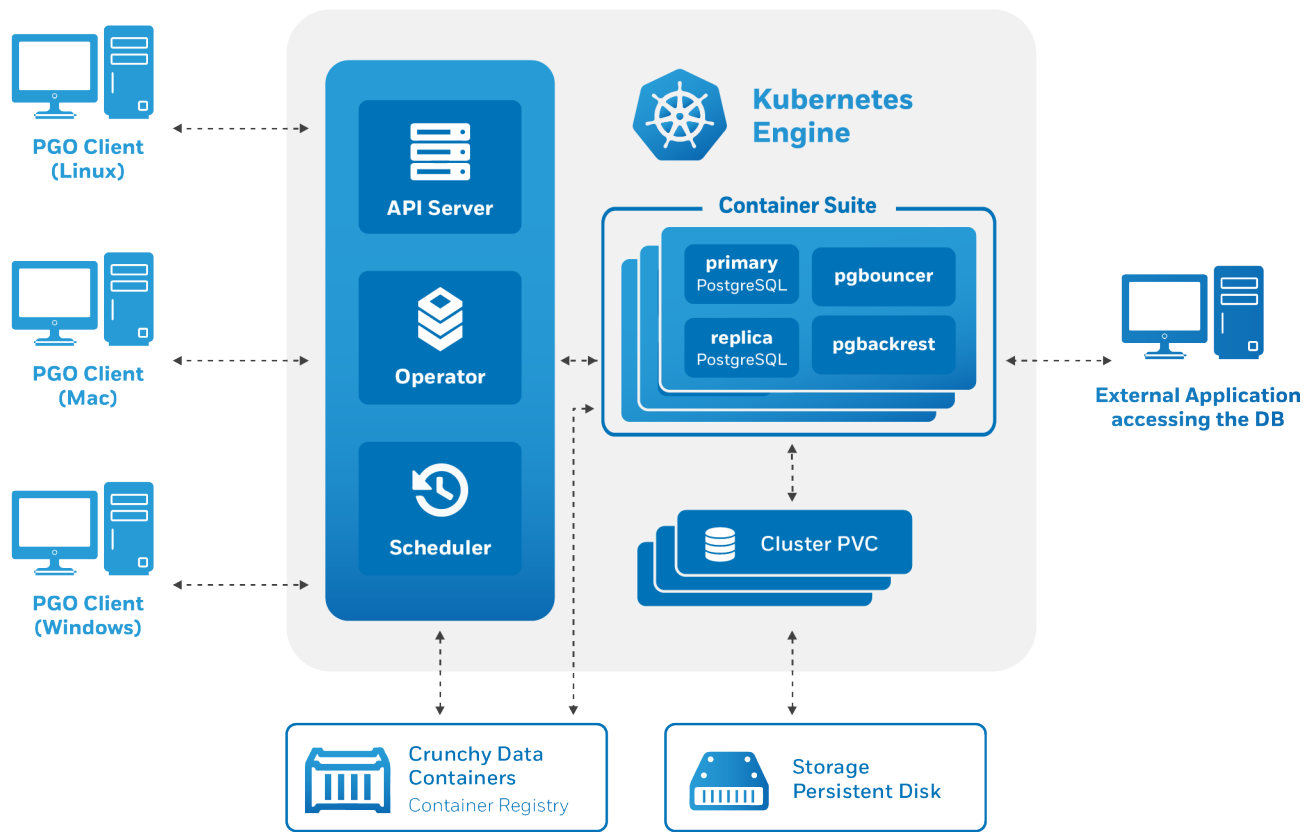 PGO Client
(Linux)
PGO Client
(Mac)
PGO Client
(Windows)
API Server
Operator
Scheduler
Kubernetes
Engine
Container Suite
primary
PostgreSQL
pgbouncer
replica
PostgreSQL
pgbackrest
Cluster PVC
External Application
accessing the DB
Crunchy Data
Containers
Container Registry
Storage
Persistent Disk